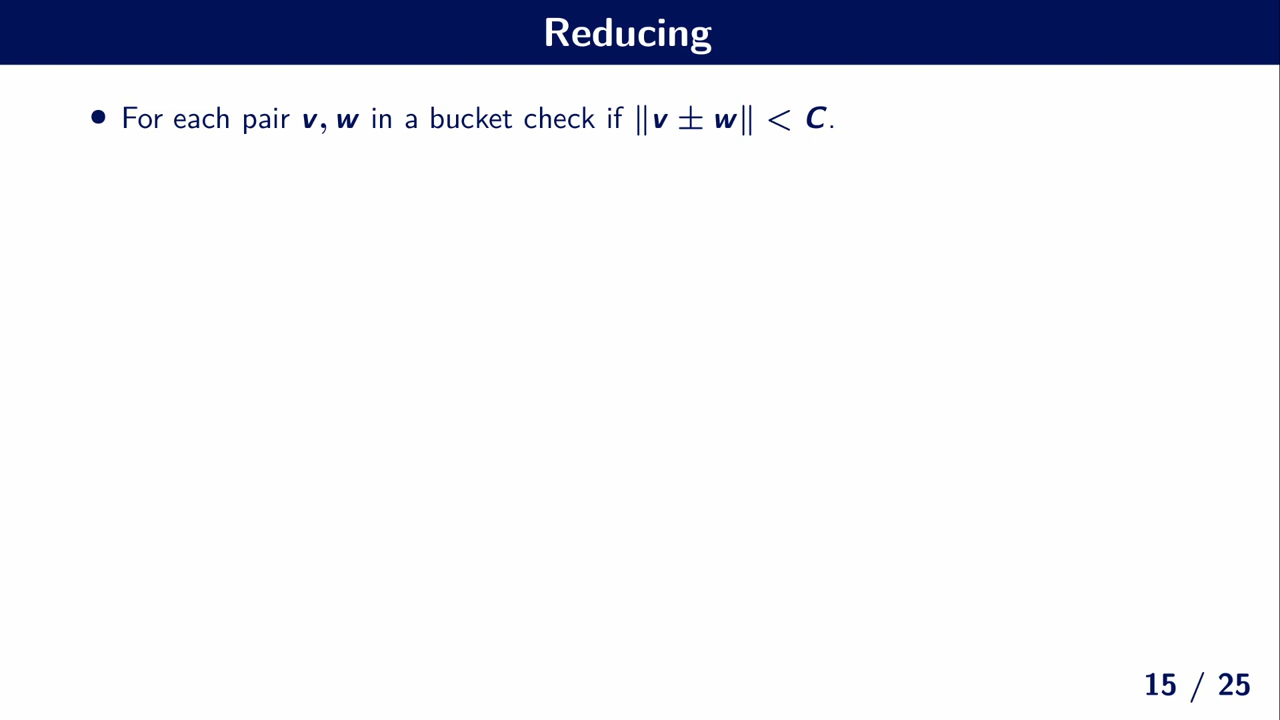 Reducing
• For each pair v, w in a bucket check if ‖v ± w‖ < C.
15 / 25